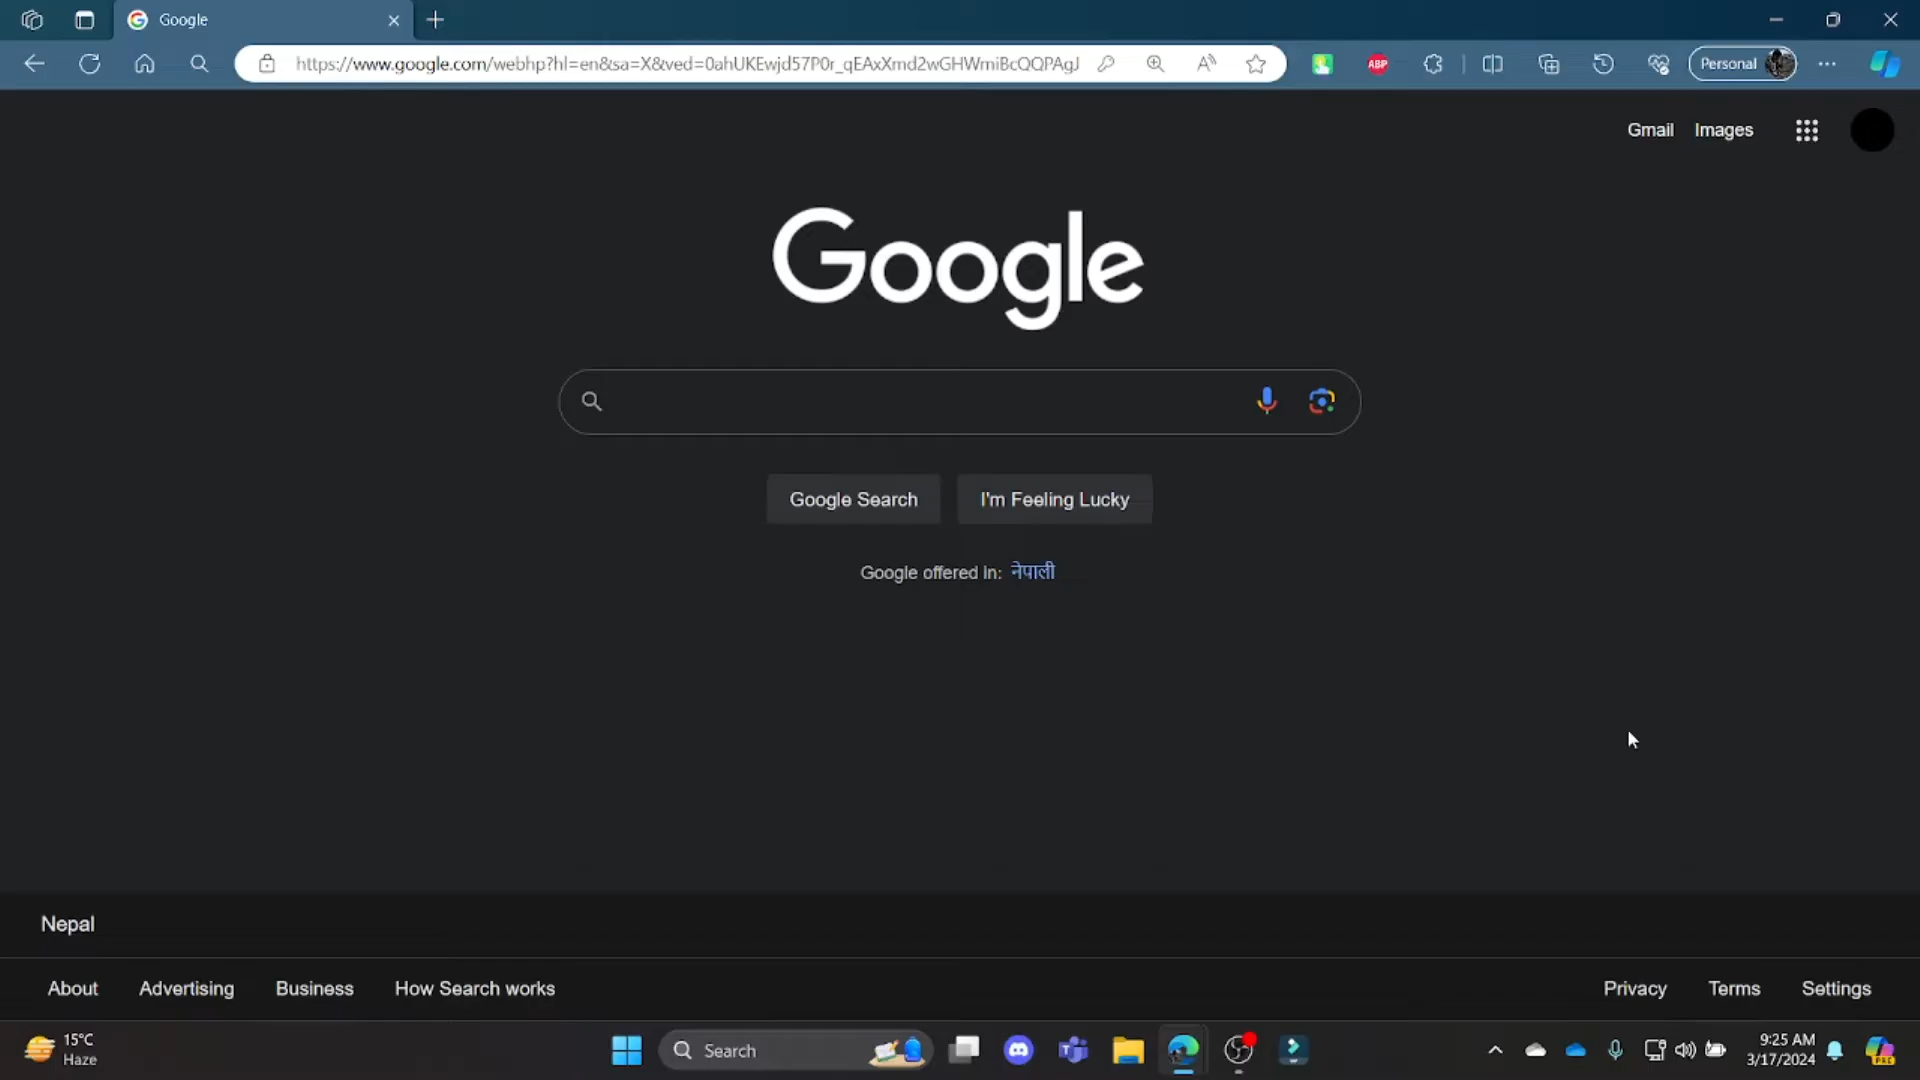 Google
https://www.google.com/webhp?hl=en&sa=X&ved=0ahUKEwjd57P0r_qEAxXmd2wGHWmiBcQQPAgJ
ABP
Personal
Gmail
Images
Google
Google Search
I'm Feeling Lucky
Google offered in: नेपाली
Nepal
About
Advertising
Business
How Search works
Privacy
Terms
Settings
15°C
Haze
Search
9:25 AM
3/17/2024
PRE